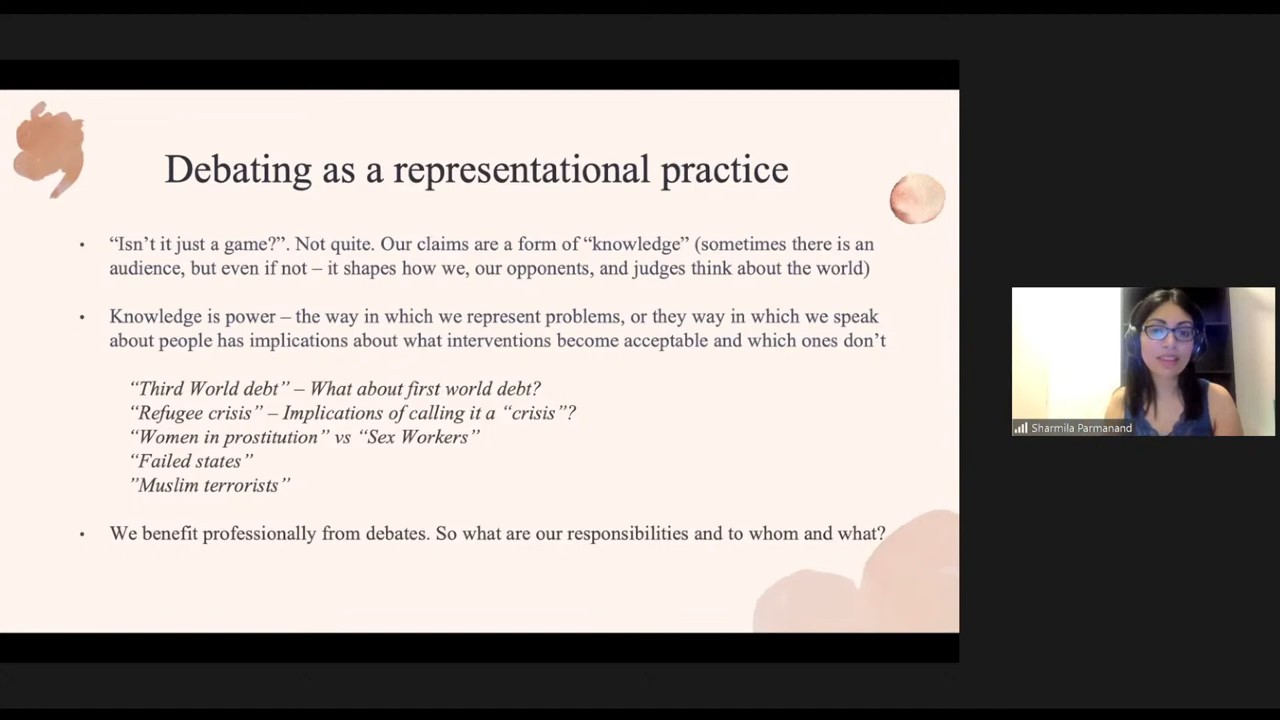 Debating as a representational practice
• “Isn’t it just a game?”. Not quite. Our claims are a form of “knowledge” (sometimes there is an
audience, but even if not – it shapes how we, our opponents, and judges think about the world)
• Knowledge is power – the way in which we represent problems, or they way in which we speak
about people has implications about what interventions become acceptable and which ones don’t
“Third World debt” – What about first world debt?
“Refugee crisis” – Implications of calling it a “crisis”?
“Women in prostitution” vs “Sex Workers”
“Failed states”
”Muslim terrorists”
• We benefit professionally from debates. So what are our responsibilities and to whom and what?
Sharmila Parmanand